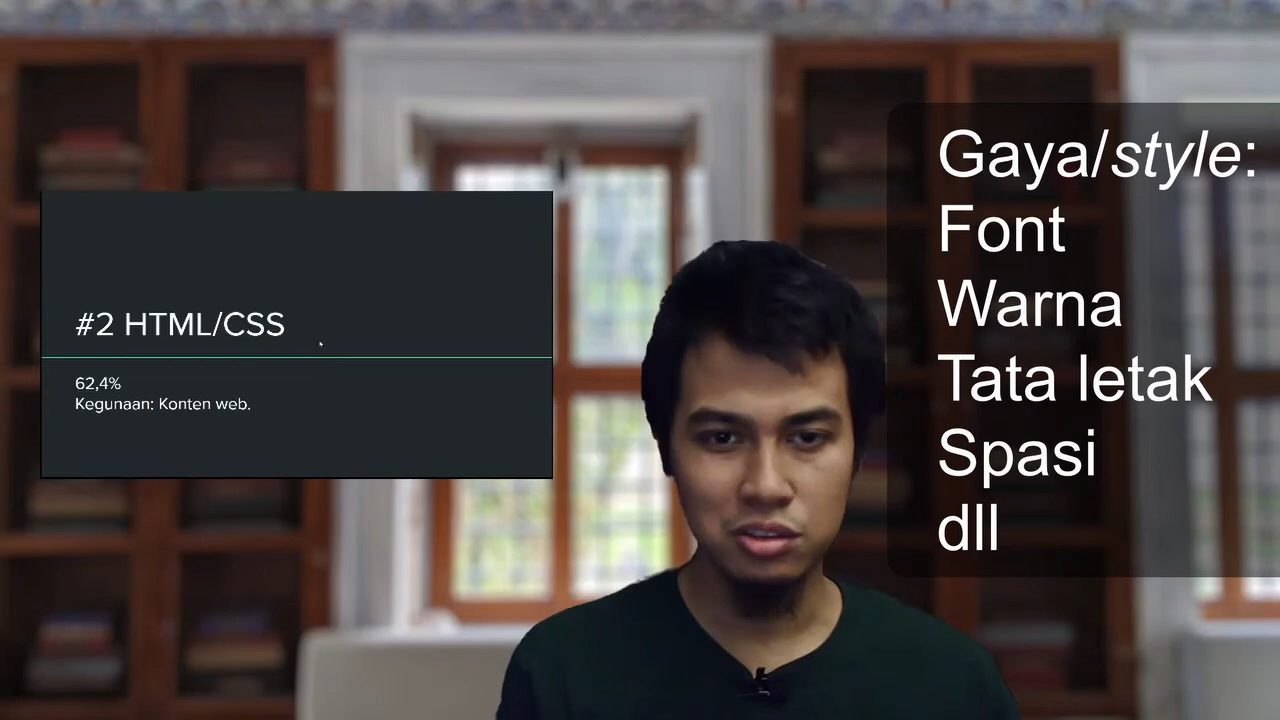 #2 HTML/CSS
62,4%
Kegunaan: Konten web.
Gaya/style:
Font
Warna
Tata letak
Spasi
dll